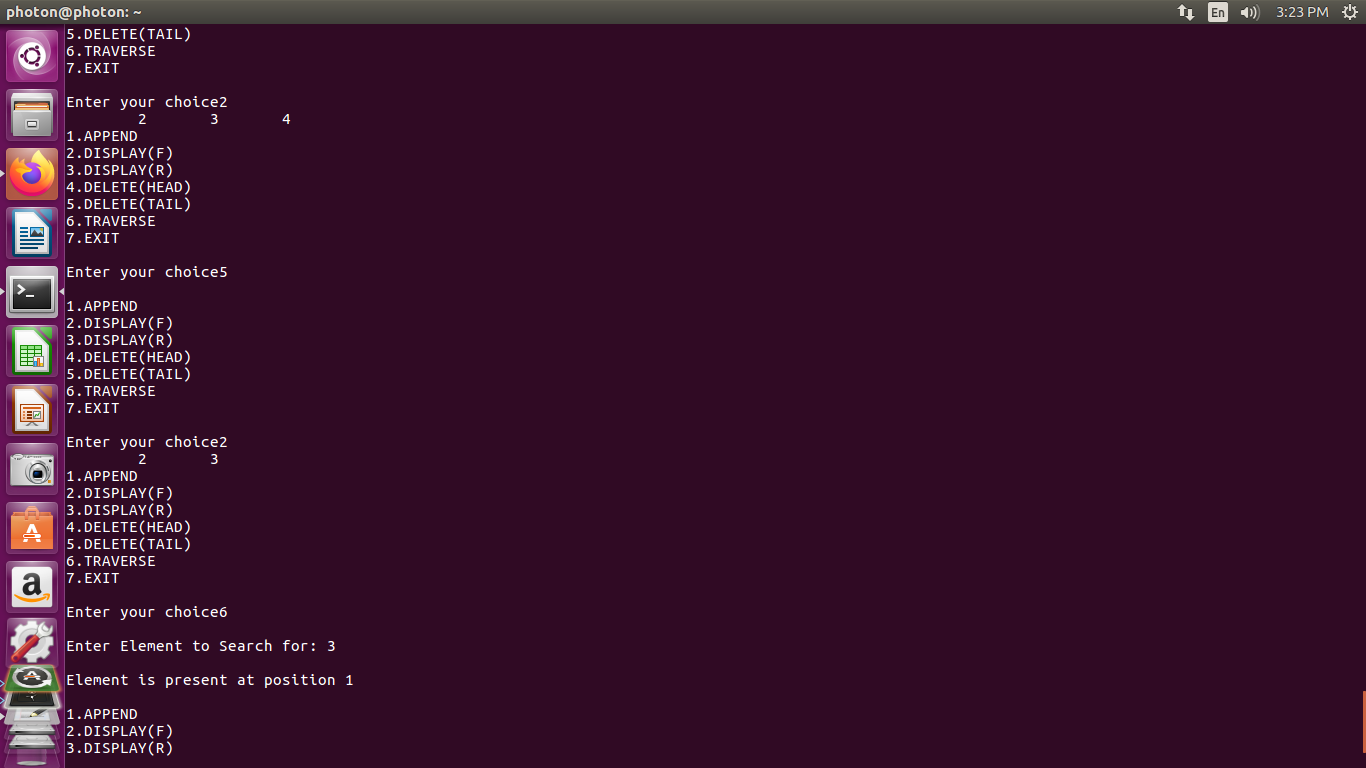 photon@photon: ~
En
3:23 PM
5.DELETE(TAIL)
6.TRAVERSE
7.EXIT
Enter your choice2
2 3 4
1.APPEND
2.DISPLAY(F)
3.DISPLAY(R)
4.DELETE(HEAD)
5.DELETE(TAIL)
6.TRAVERSE
7.EXIT
Enter your choice5
1.APPEND
2.DISPLAY(F)
3.DISPLAY(R)
4.DELETE(HEAD)
5.DELETE(TAIL)
6.TRAVERSE
7.EXIT
Enter your choice2
2 3
1.APPEND
2.DISPLAY(F)
3.DISPLAY(R)
4.DELETE(HEAD)
5.DELETE(TAIL)
6.TRAVERSE
7.EXIT
Enter your choice6
Enter Element to Search for: 3
Element is present at position 1
1.APPEND
2.DISPLAY(F)
3.DISPLAY(R)